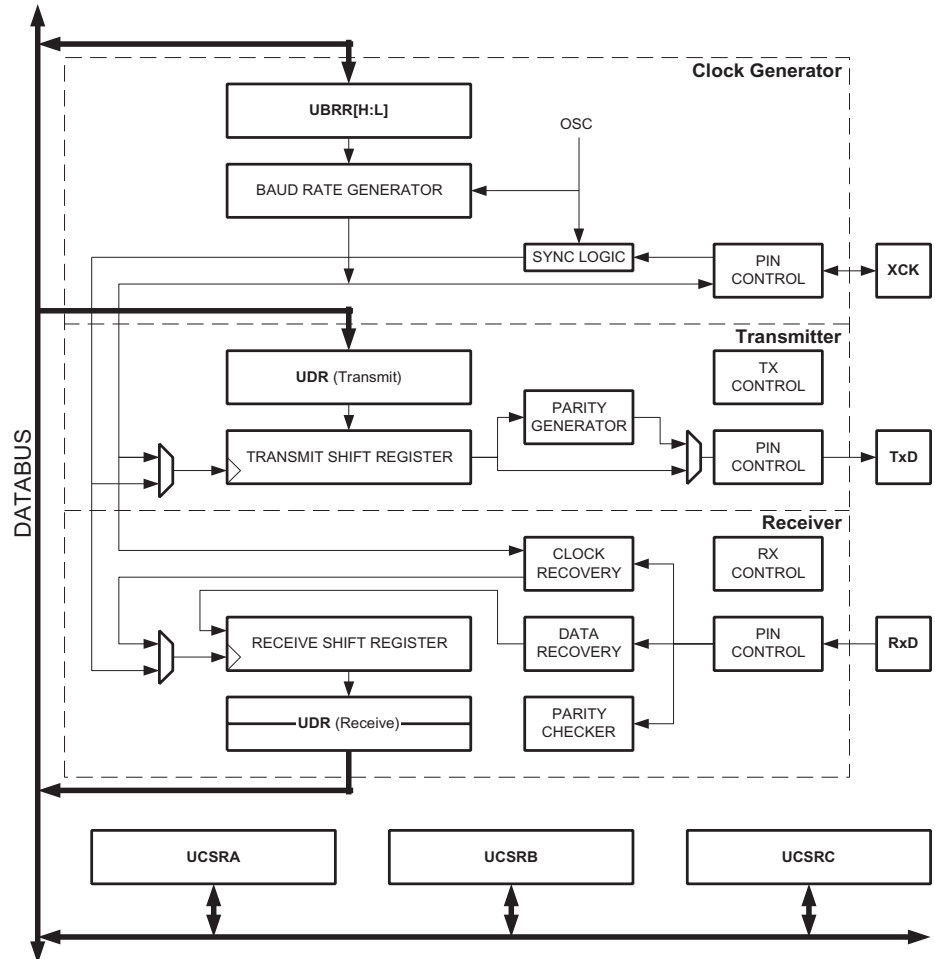 Clock Generator
UBRR[H:L]
OSC
BAUD RATE GENERATOR
SYNC LOGIC
PIN
CONTROL
XCK
Transmitter
UDR (Transmit)
TX
CONTROL
PARITY
GENERATOR
TRANSMIT SHIFT REGISTER
PIN
CONTROL
TxD
DATABUS
Receiver
CLOCK
RECOVERY
RX
CONTROL
RECEIVE SHIFT REGISTER
DATA
RECOVERY
PIN
CONTROL
RxD
UDR (Receive)
PARITY
CHECKER
UCSRA
UCSRB
UCSRC